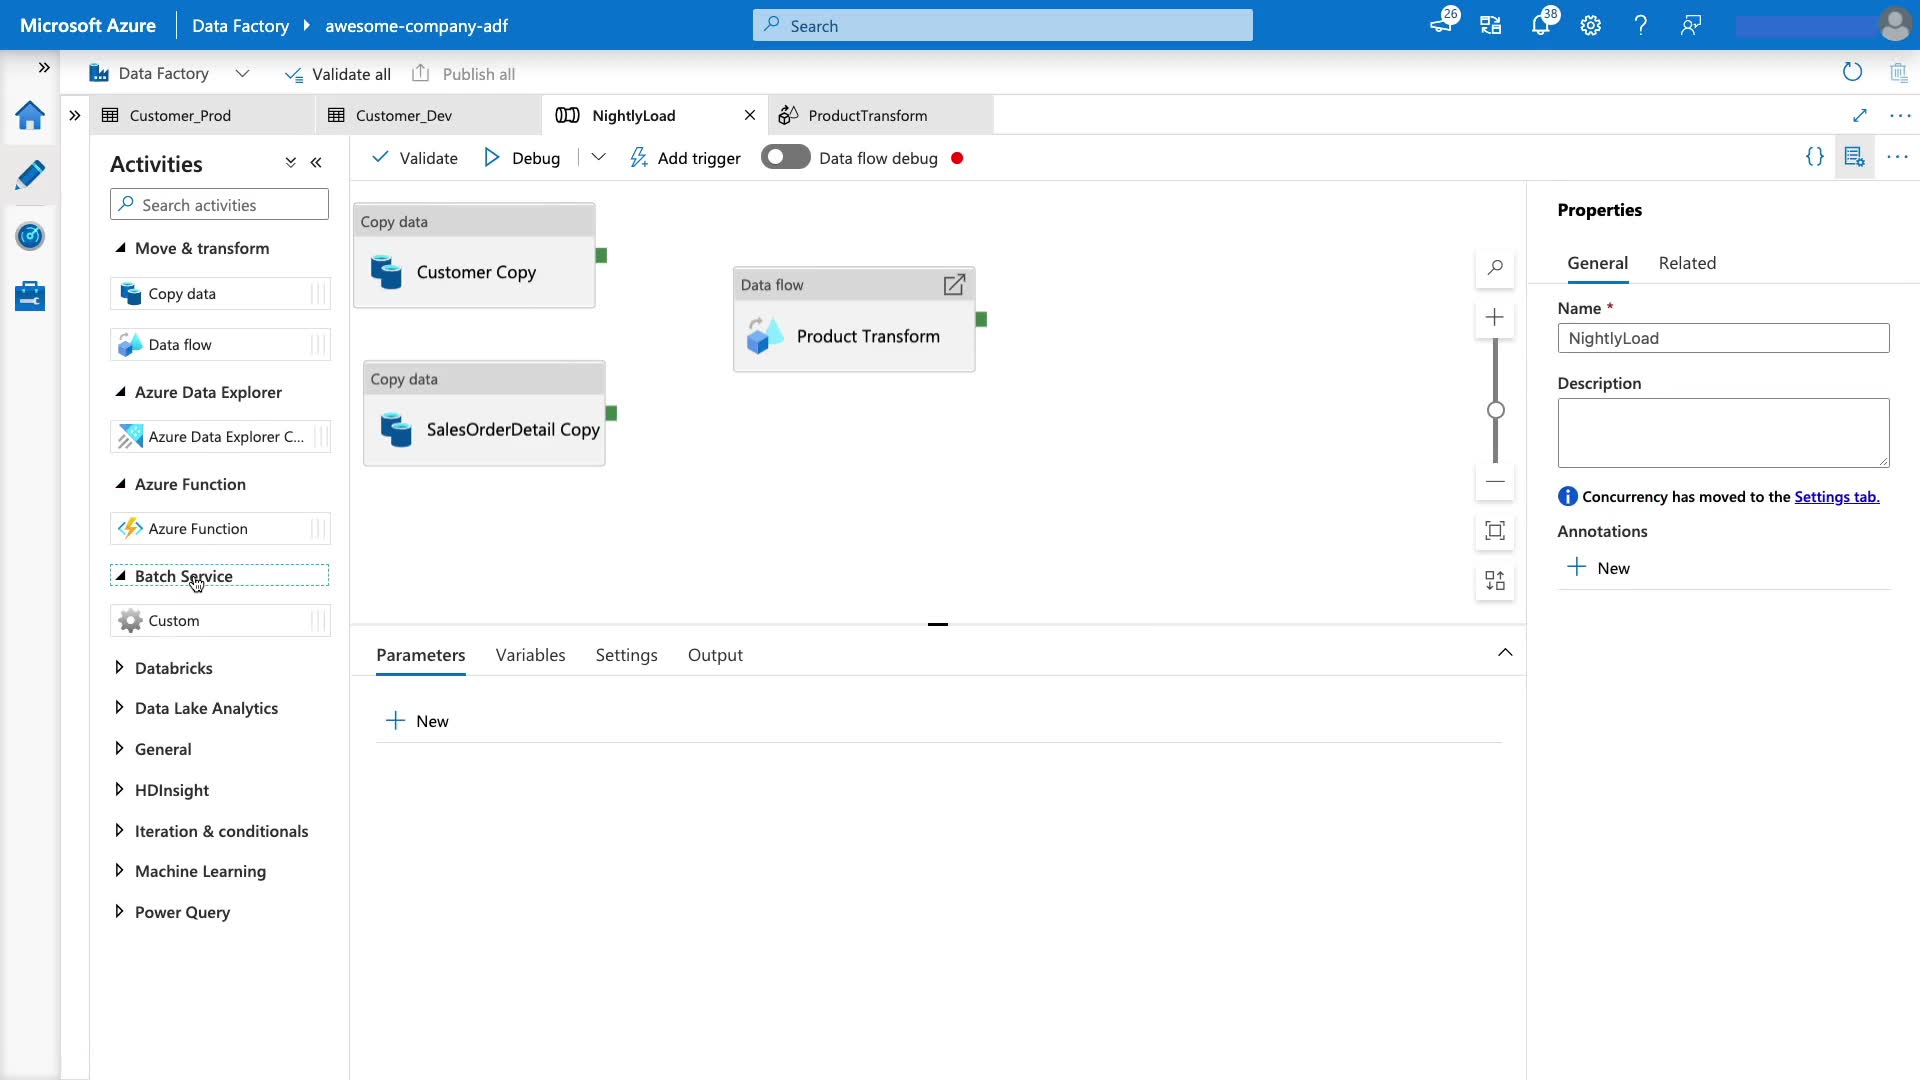 Microsoft Azure
Data Factory
awesome-company-adf
Search
26
38
Data Factory
Validate all
Publish all
Customer_Prod
Customer_Dev
NightlyLoad
ProductTransform
Activities
Search activities
Move & transform
Copy data
Data flow
Azure Data Explorer
Azure Data Explorer C...
Azure Function
Azure Function
Batch Service
Custom
Databricks
Data Lake Analytics
General
HDInsight
Iteration & conditionals
Machine Learning
Power Query
Validate
Debug
Add trigger
Data flow debug
Copy data
Customer Copy
Data flow
Product Transform
Copy data
SalesOrderDetail Copy
Parameters
Variables
Settings
Output
New
Properties
General
Related
Name *
NightlyLoad
Description
Concurrency has moved to the Settings tab.
Annotations
New